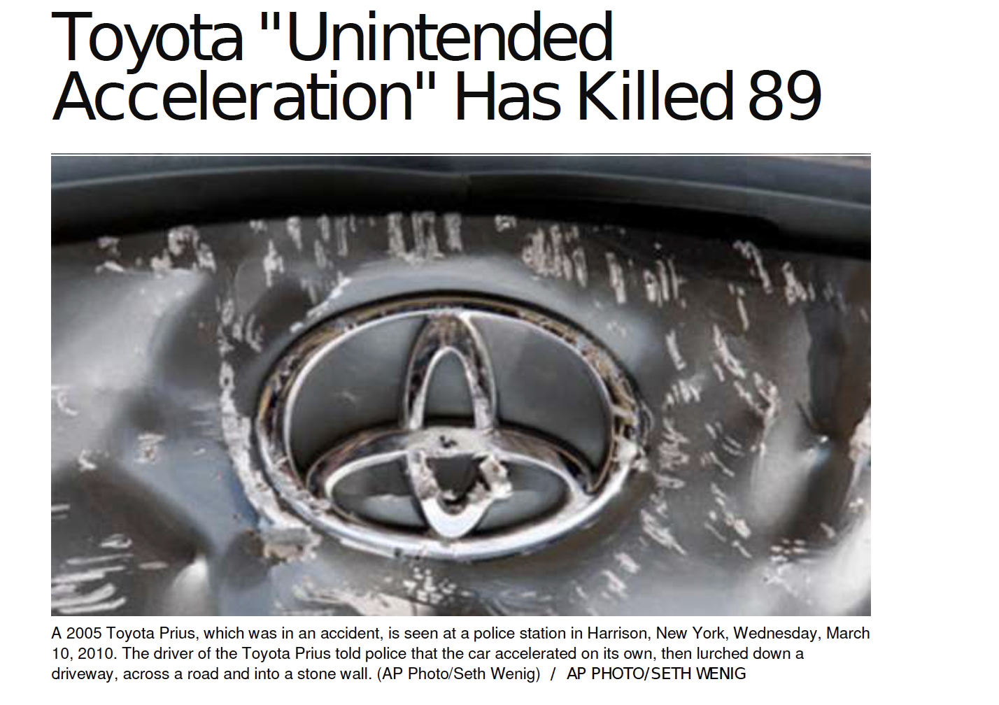 Toyota "Unintended
Acceleration" Has Killed 89
A 2005 Toyota Prius, which was in an accident, is seen at a police station in Harrison, New York, Wednesday, March
10, 2010. The driver of the Toyota Prius told police that the car accelerated on its own, then lurched down a
driveway, across a road and into a stone wall. (AP Photo/Seth Wenig) / AP PHOTO/SETH WENIG